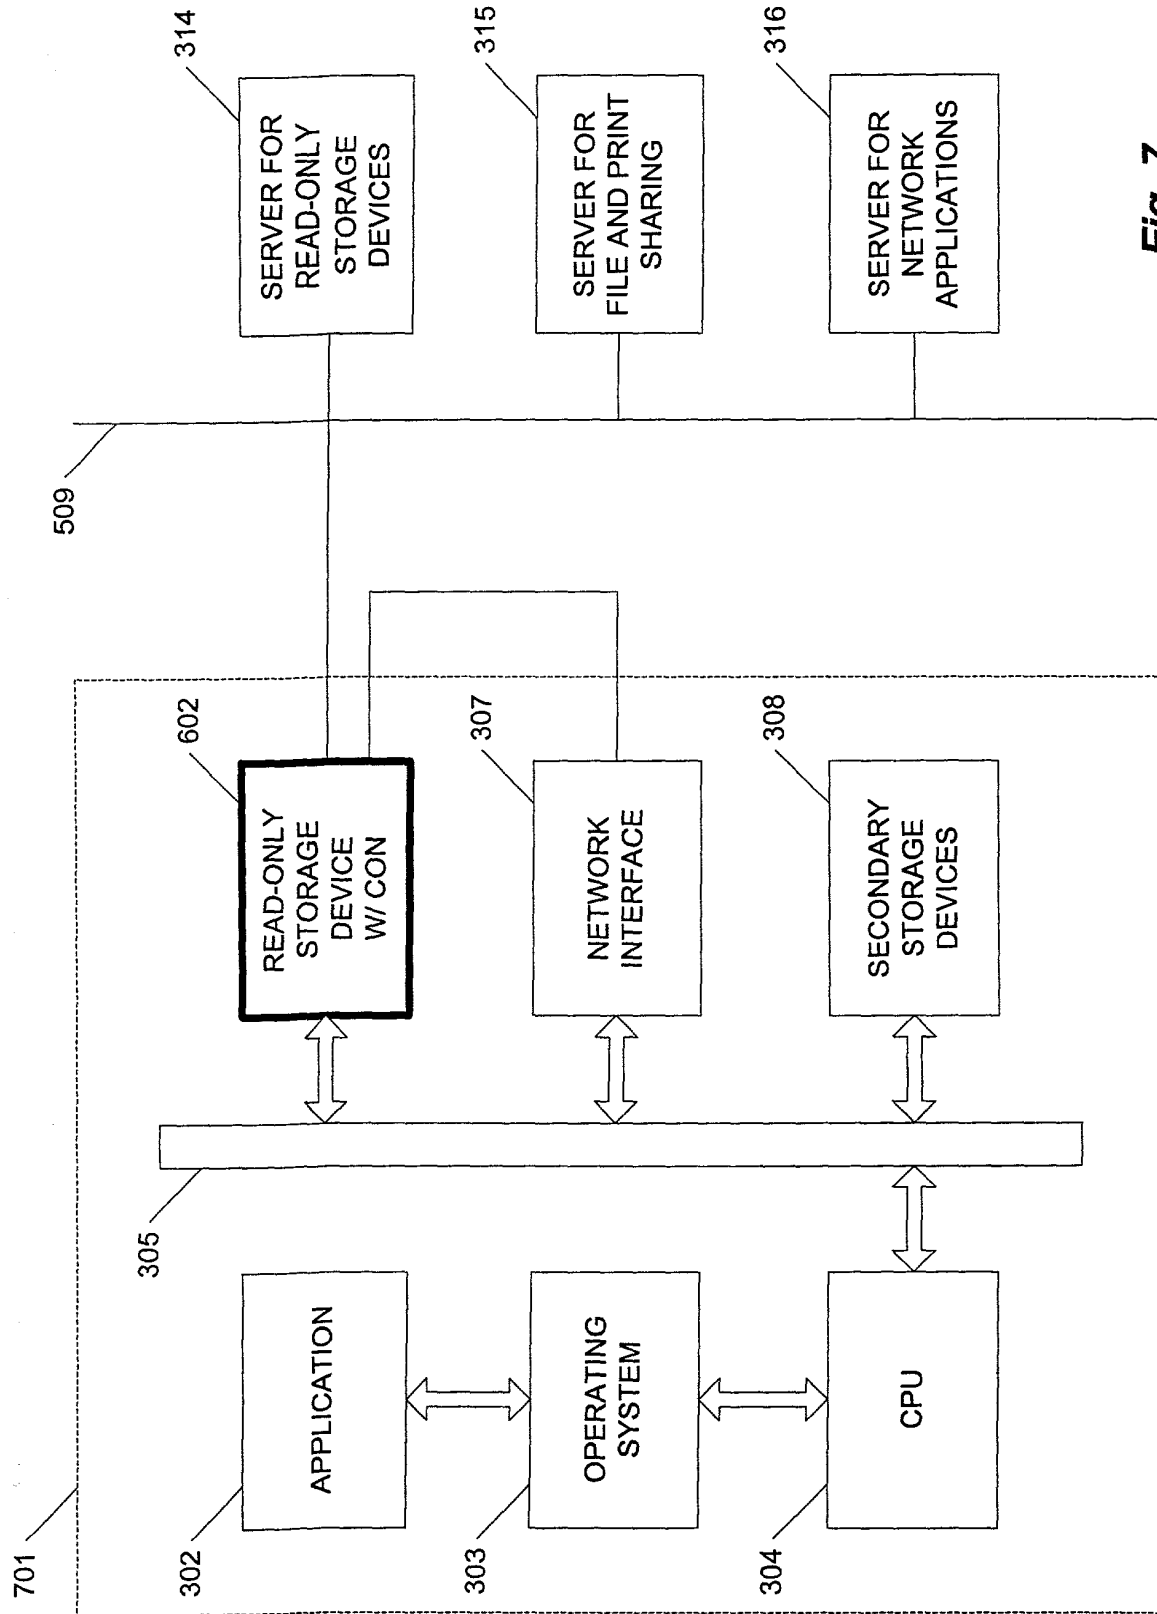 701
302
APPLICATION
303
OPERATING
SYSTEM
304
CPU
305
602
READ-ONLY
STORAGE
DEVICE
W/ CON
307
NETWORK
INTERFACE
308
SECONDARY
STORAGE
DEVICES
509
314
SERVER FOR
READ-ONLY
STORAGE
DEVICES
315
SERVER FOR
FILE AND PRINT
SHARING
316
SERVER FOR
NETWORK
APPLICATIONS
Fig. 7